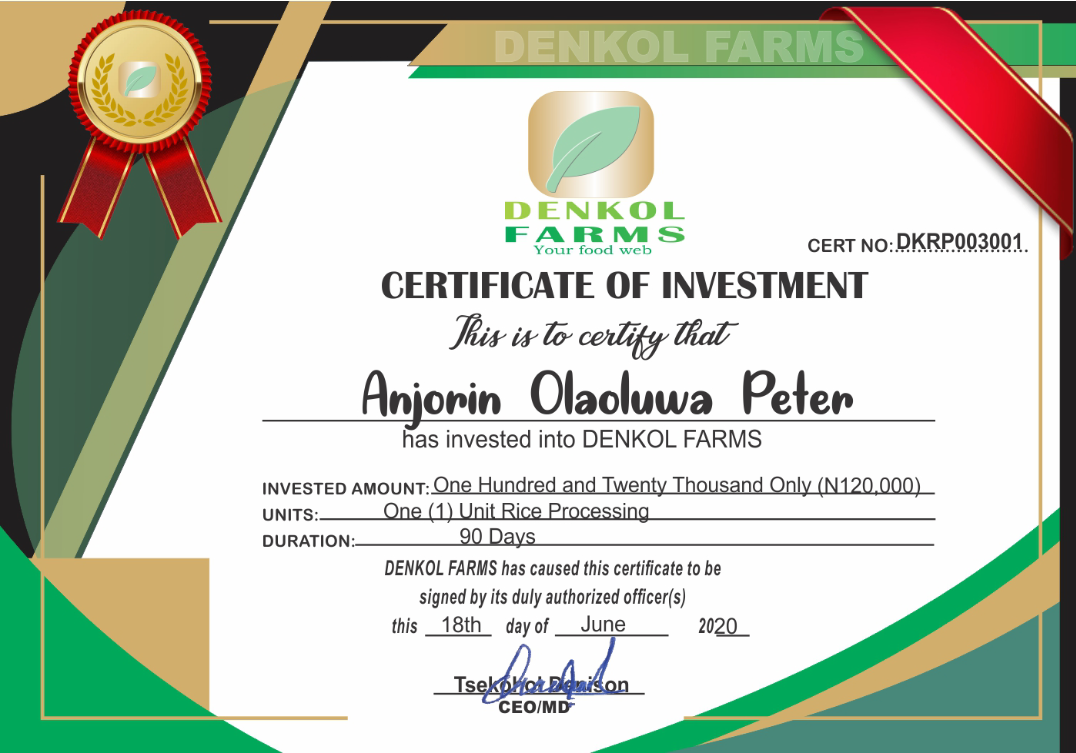 DENKOL FARMS
DENKOL
FARMS
Your food web
CERT NO: DKRP003001
CERTIFICATE OF INVESTMENT
This is to certify that
Anjorin Olaoluwa Peter
has invested into DENKOL FARMS
INVESTED AMOUNT: One Hundred and Twenty Thousand Only (N120,000)
UNITS: One (1) Unit Rice Processing
DURATION: 90 Days
DENKOL FARMS has caused this certificate to be
signed by its duly authorized officer(s)
this 18th day of June 2020
Tsekohol Denison
CEO/MD